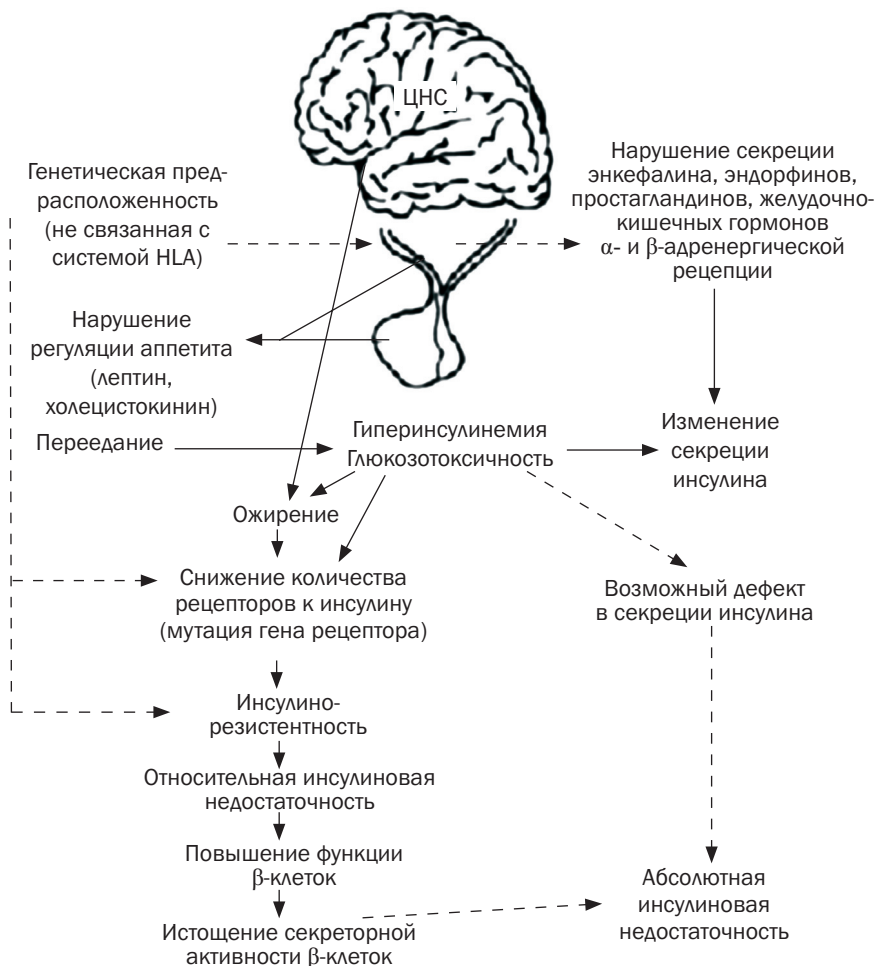 ЦНС
Генетическая пред-
расположенность
(не связанная с
системой HLA)
Нарушение секреции
энкефалина, эндорфинов,
простагландинов, желудочно-
кишечных гормонов
α- и β-адренергической
рецепции
Нарушение
регуляции аппетита
(лептин,
холецистокинин)
Переедание
Гиперинсулинемия
Глюкозотоксичность
Изменение
секреции
инсулина
Ожирение
Снижение количества
рецепторов к инсулину
(мутация гена рецептора)
Возможный дефект
в секреции инсулина
Инсулино-
резистентность
Относительная инсулиновая
недостаточность
Повышение функции
β-клеток
Истощение секреторной
активности β-клеток
Абсолютная
инсулиновая
недостаточность